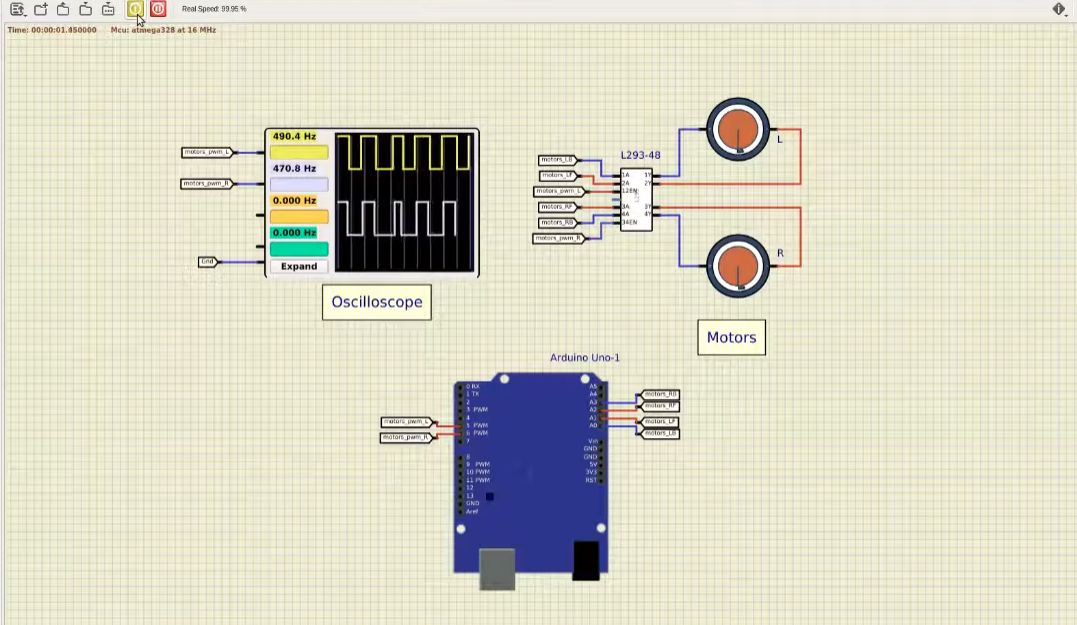 Real Speed: 99.95 %
Time: 00:00:01.450000 Mcu: atmega328 at 16 MHz
490.4 Hz
motors_pwm_L
470.8 Hz
motors_pwm_R
0.000 Hz
0.000 Hz
Gnd
Expand
Oscilloscope
L293-48
motors_LB
motors_LF
motors_pwm_L
motors_RF
motors_RB
motors_pwm_R
1A 1Y
2A 2Y
12EN
3A 3Y
4A 4Y
34EN
L
R
Motors
Arduino Uno-1
motors_pwm_L
motors_pwm_R
0 RX
1 TX
2
3 PWM
4
5 PWM
6 PWM
7
8
9 PWM
10 PWM
11 PWM
12
13
GND
Aref
A5
A4
A3
A2
A1
A0
Vin
GND
GND
5V
3V3
RST
motors_RB
motors_RF
motors_LF
motors_LB